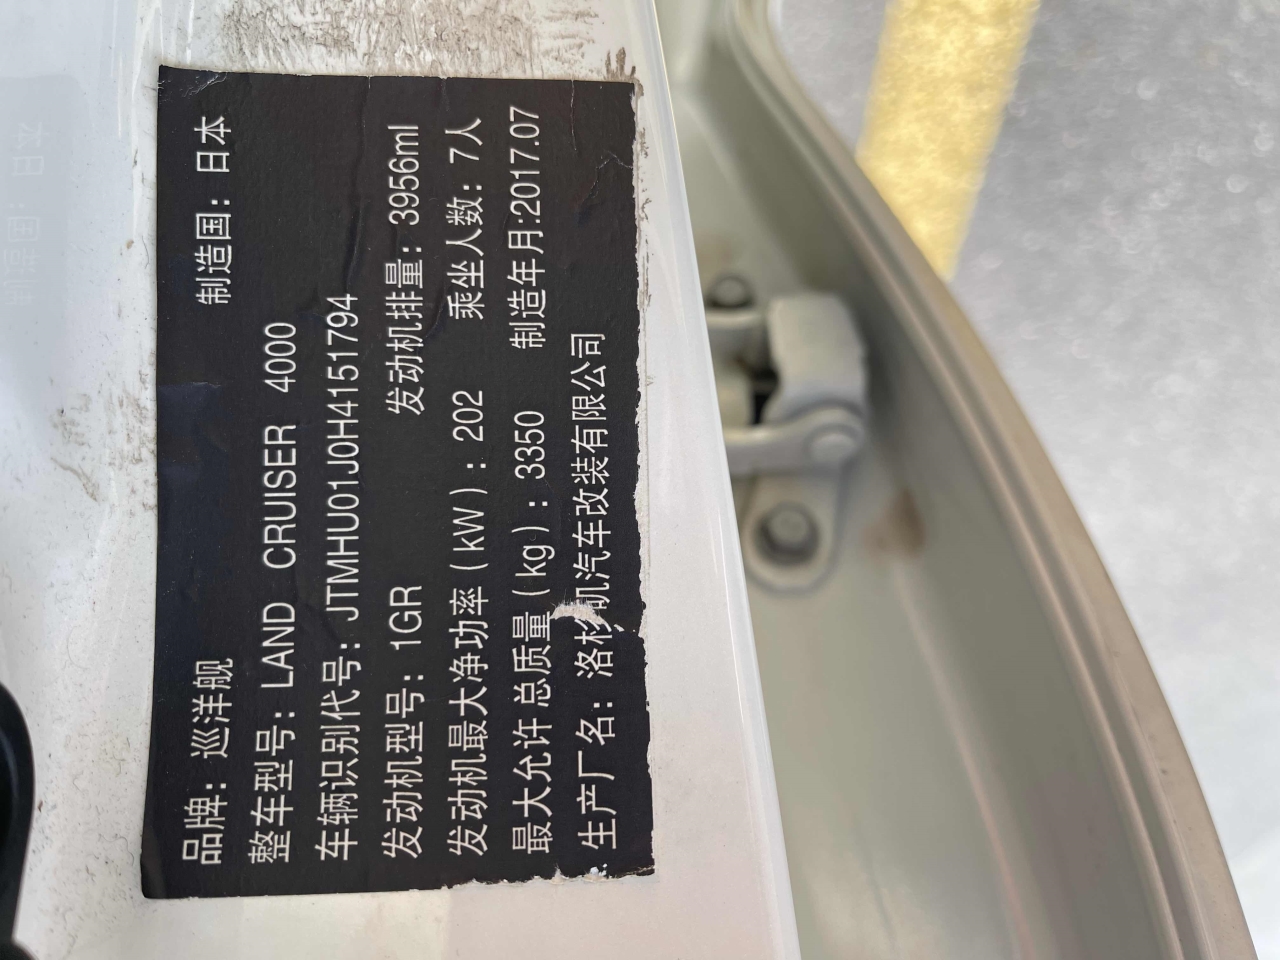 品牌：巡洋舰 制造国：日本
整车型号：LAND CRUISER 4000
车辆识别代号：JTMHU01J0H4151794
发动机型号：1GR 发动机排量：3956ml
发动机最大净功率(kW)：202 乘坐人数：7人
最大允许总质量(kg)：3350 制造年月:2017.07
生产厂名：洛杉矶汽车改装有限公司